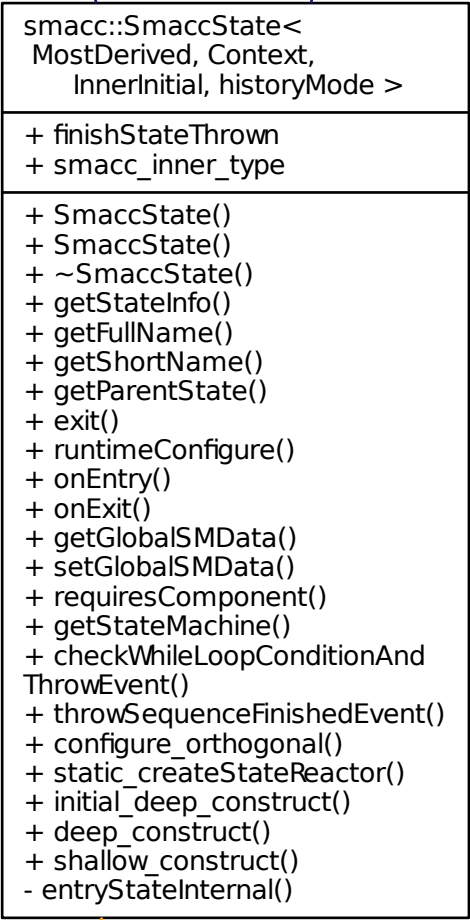 smacc::SmaccState<
MostDerived, Context,
InnerInitial, historyMode >
+ finishStateThrown
+ smacc_inner_type
+ SmaccState()
+ SmaccState()
+ ~SmaccState()
+ getStateInfo()
+ getFullName()
+ getShortName()
+ getParentState()
+ exit()
+ runtimeConfigure()
+ onEntry()
+ onExit()
+ getGlobalSMData()
+ setGlobalSMData()
+ requiresComponent()
+ getStateMachine()
+ checkWhileLoopConditionAnd
ThrowEvent()
+ throwSequenceFinishedEvent()
+ configure_orthogonal()
+ static_createStateReactor()
+ initial_deep_construct()
+ deep_construct()
+ shallow_construct()
- entryStateInternal()